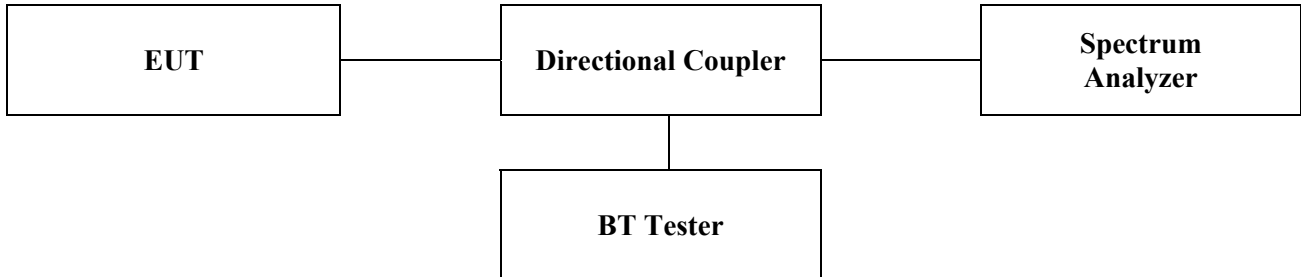 EUT
Directional Coupler
Spectrum
Analyzer
BT Tester